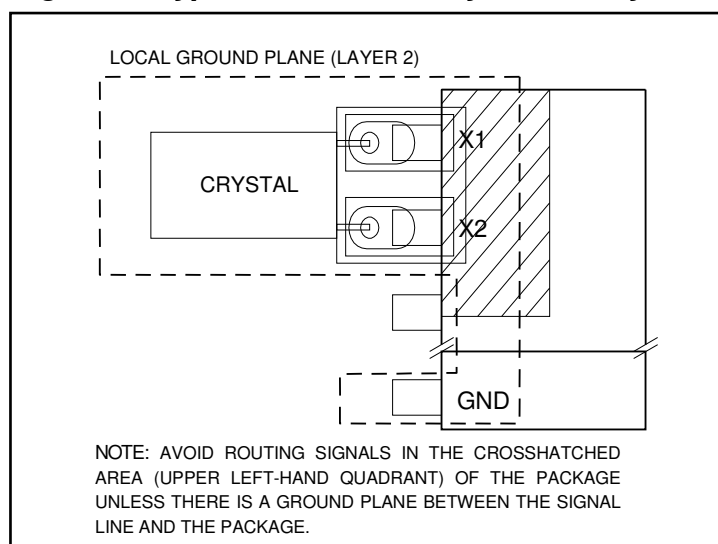 LOCAL GROUND PLANE (LAYER 2)
X1
CRYSTAL
X2
GND
NOTE: AVOID ROUTING SIGNALS IN THE CROSSHATCHED
AREA (UPPER LEFT-HAND QUADRANT) OF THE PACKAGE
UNLESS THERE IS A GROUND PLANE BETWEEN THE SIGNAL
LINE AND THE PACKAGE.